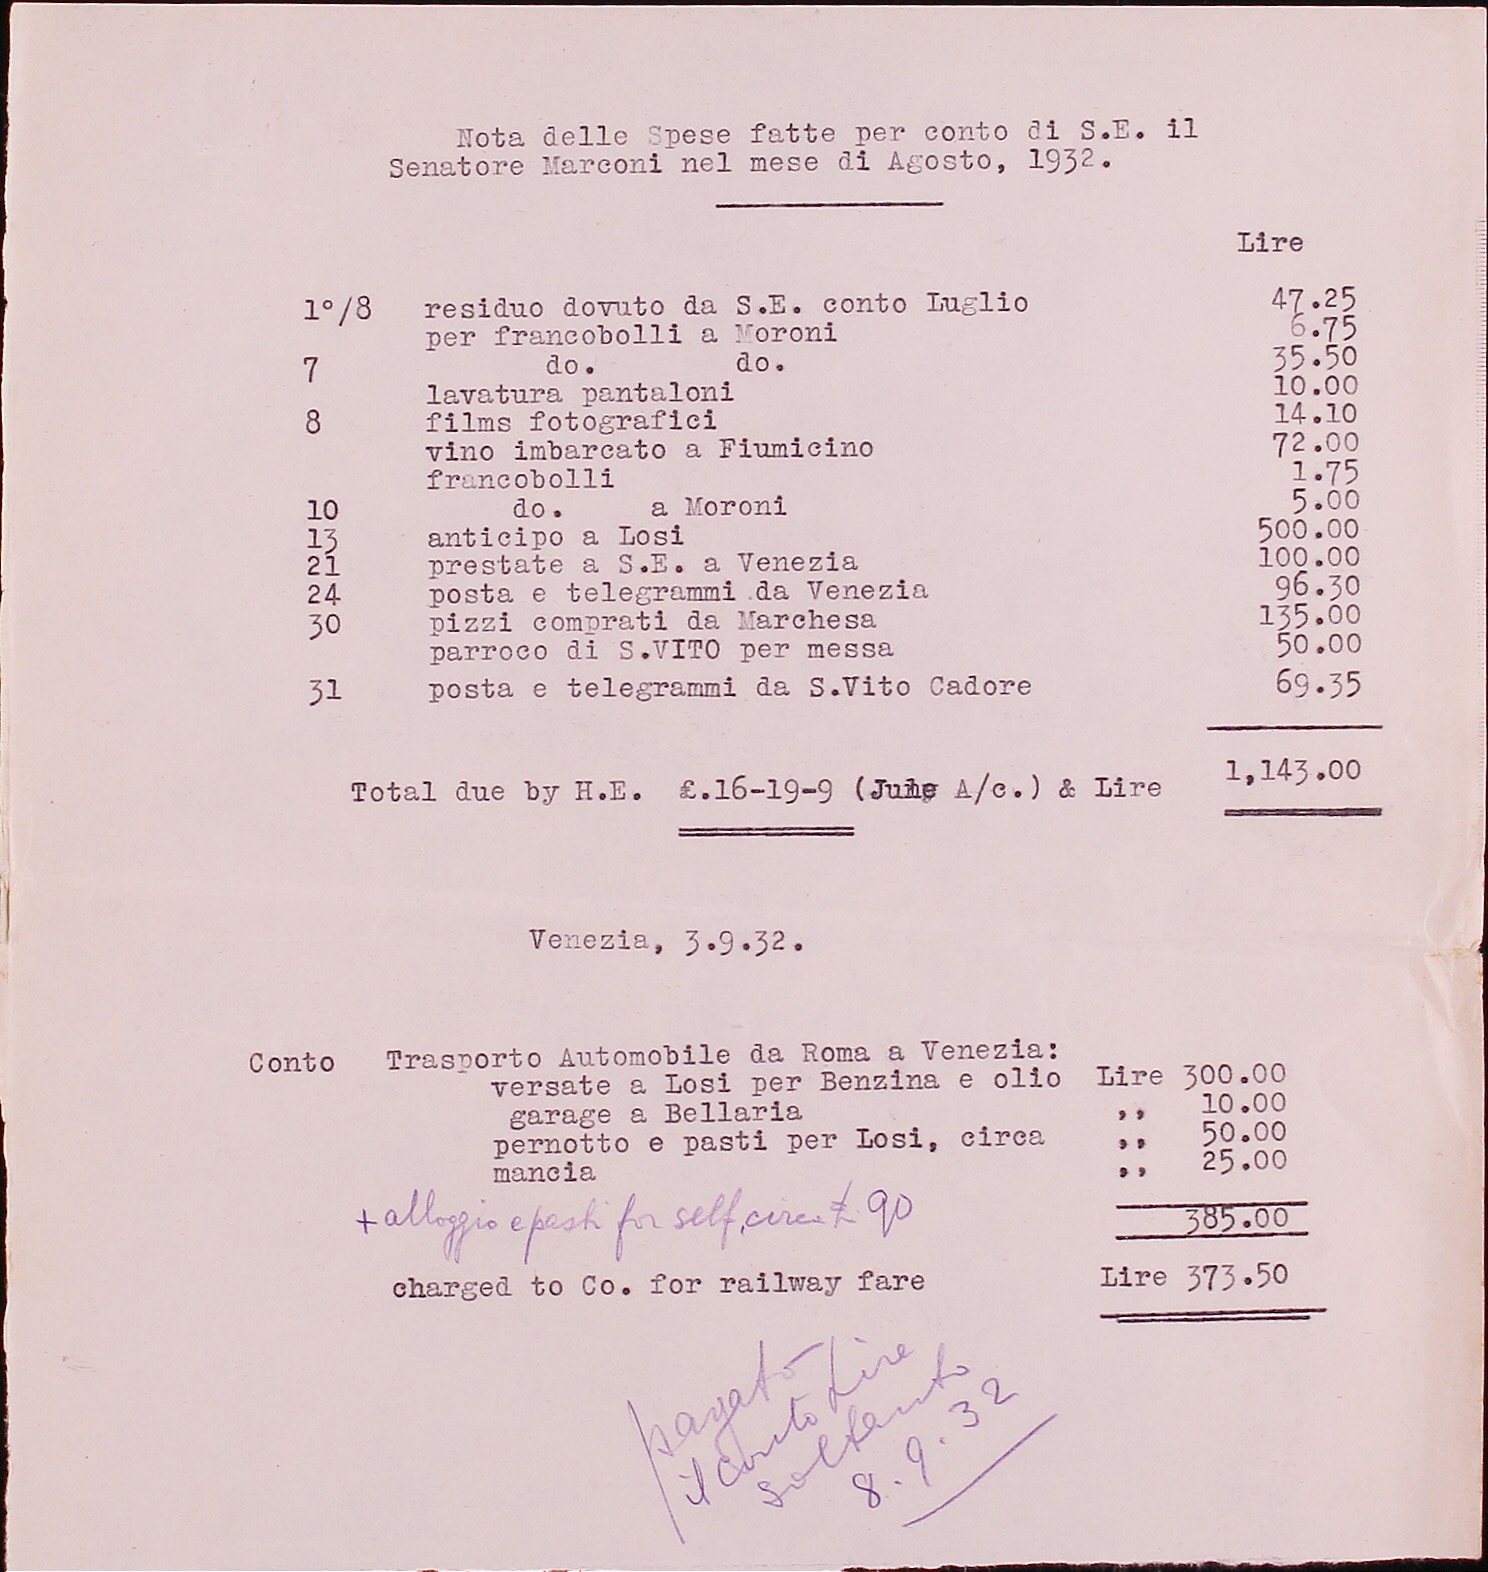 Nota delle Spese fatte per conto di S.E. il
Senatore Marconi nel mese di Agosto, 1932.
Lire
1°/8 residuo dovuto da S.E. conto Luglio 47.25
per francobolli a Moroni 6.75
7 do. do. 35.50
lavatura pantaloni 10.00
8 films fotografici 14.10
vino imbarcato a Fiumicino 72.00
francobolli 1.75
10 do. a Moroni 5.00
13 anticipo a Losi 500.00
21 prestate a S.E. a Venezia 100.00
24 posta e telegrammi da Venezia 96.30
30 pizzi comprati da Marchesa 135.00
parroco di S.VITO per messa 50.00
31 posta e telegrammi da S.Vito Cadore 69.35
Total due by H.E. £.16-19-9 ( A/c.) & Lire 1,143.00
Venezia, 3.9.32.
Conto Trasporto Automobile da Roma a Venezia:
versate a Losi per Benzina e olio Lire 300.00
garage a Bellaria ,, 10.00
pernotto e pasti per Losi, circa ,, 50.00
mancia ,, 25.00
+ alloggio e pasti for self, circa £ 90
385.00
charged to Co. for railway fare Lire 373.50
pagato
il conto Lire
soltanto
8.9.32